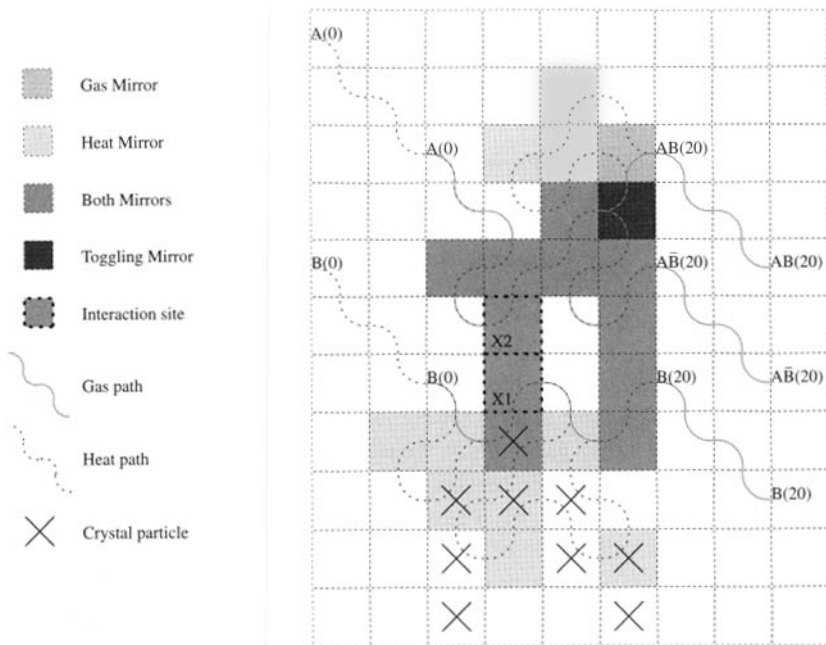 Gas Mirror
Heat Mirror
Both Mirrors
Toggling Mirror
Interaction site
Gas path
Heat path
Crystal particle
A(0)
A(0)
AB(20)
B(0)
AB̅(20)
AB(20)
X2
B(0)
X1
B(20)
AB̅(20)
B(20)